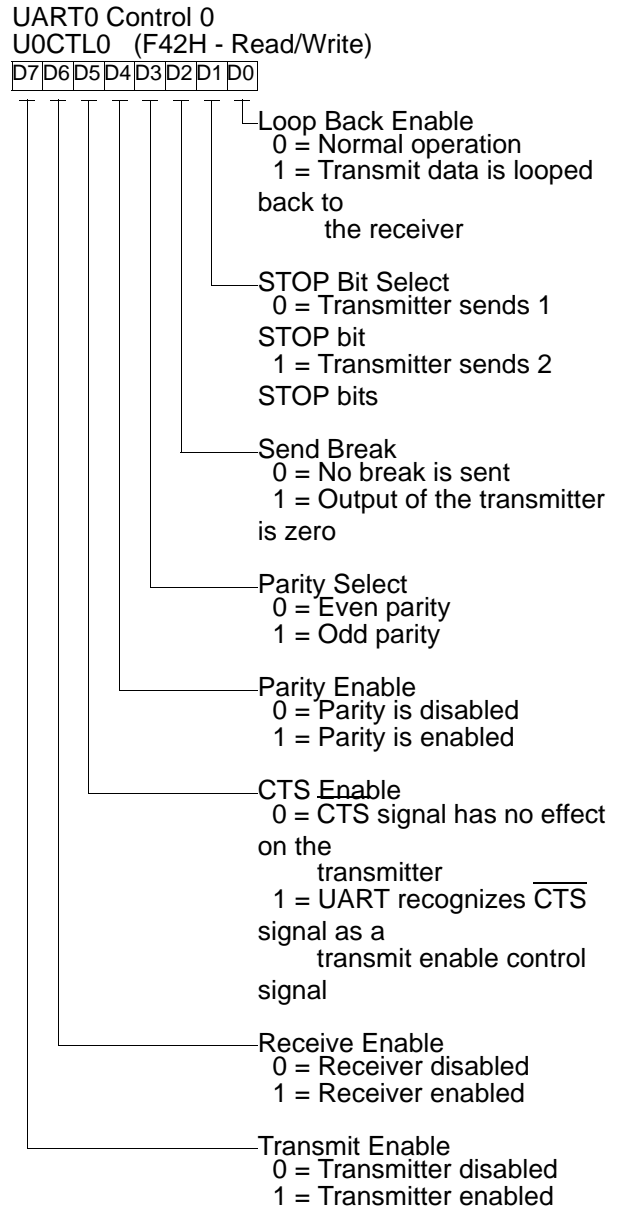 UART0 Control 0
U0CTL0 (F42H - Read/Write)
D7 D6 D5 D4 D3 D2 D1 D0
Loop Back Enable
0 = Normal operation
1 = Transmit data is looped
back to
the receiver
STOP Bit Select
0 = Transmitter sends 1
STOP bit
1 = Transmitter sends 2
STOP bits
Send Break
0 = No break is sent
1 = Output of the transmitter
is zero
Parity Select
0 = Even parity
1 = Odd parity
Parity Enable
0 = Parity is disabled
1 = Parity is enabled
CTS Enable
0 = CTS signal has no effect
on the
transmitter
1 = UART recognizes CTS
signal as a
transmit enable control
signal
Receive Enable
0 = Receiver disabled
1 = Receiver enabled
Transmit Enable
0 = Transmitter disabled
1 = Transmitter enabled